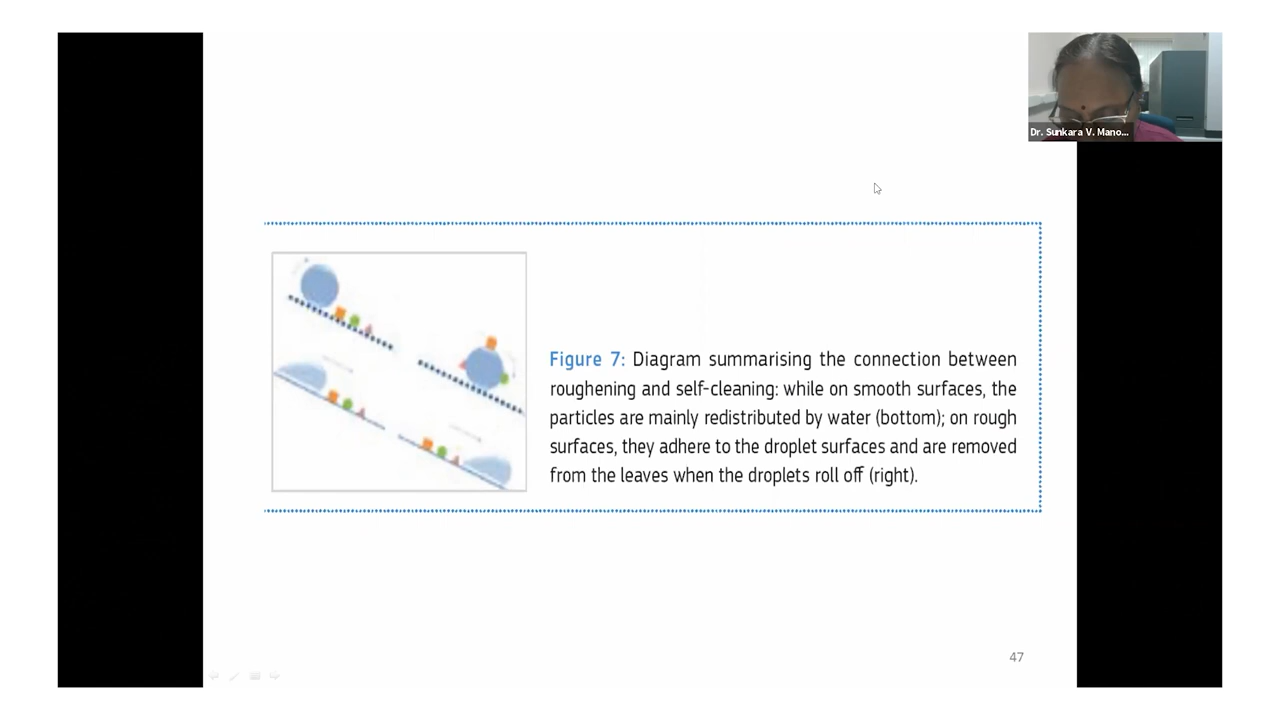 Dr. Sunkara V. Mano...
Figure 7: Diagram summarising the connection between
roughening and self-cleaning: while on smooth surfaces, the
particles are mainly redistributed by water (bottom); on rough
surfaces, they adhere to the droplet surfaces and are removed
from the leaves when the droplets roll off (right).
47